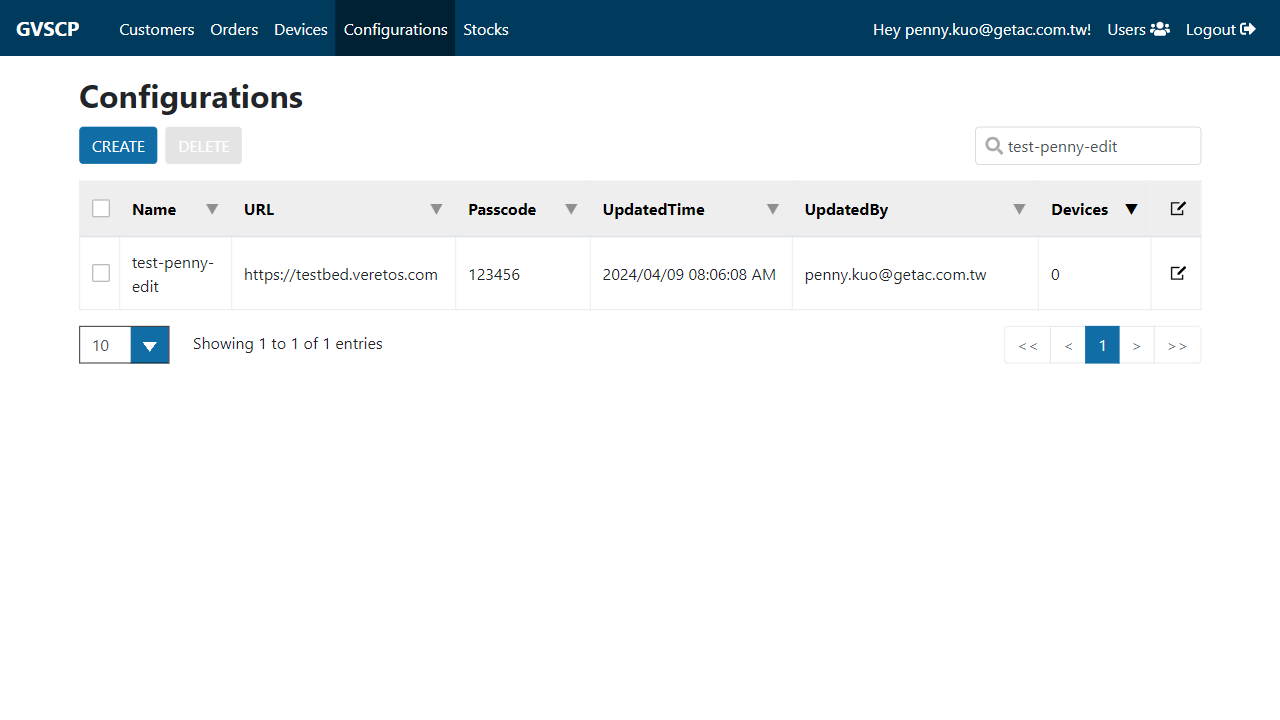 GVSCP Customers Orders Devices Configurations Stocks Hey penny.kuo@getac.com.tw! Users Logout
Configurations
CREATE DELETE test-penny-edit
Name URL Passcode UpdatedTime UpdatedBy Devices
test-penny-
edit https://testbed.veretos.com 123456 2024/04/09 08:06:08 AM penny.kuo@getac.com.tw 0
10 Showing 1 to 1 of 1 entries << < 1 > >>